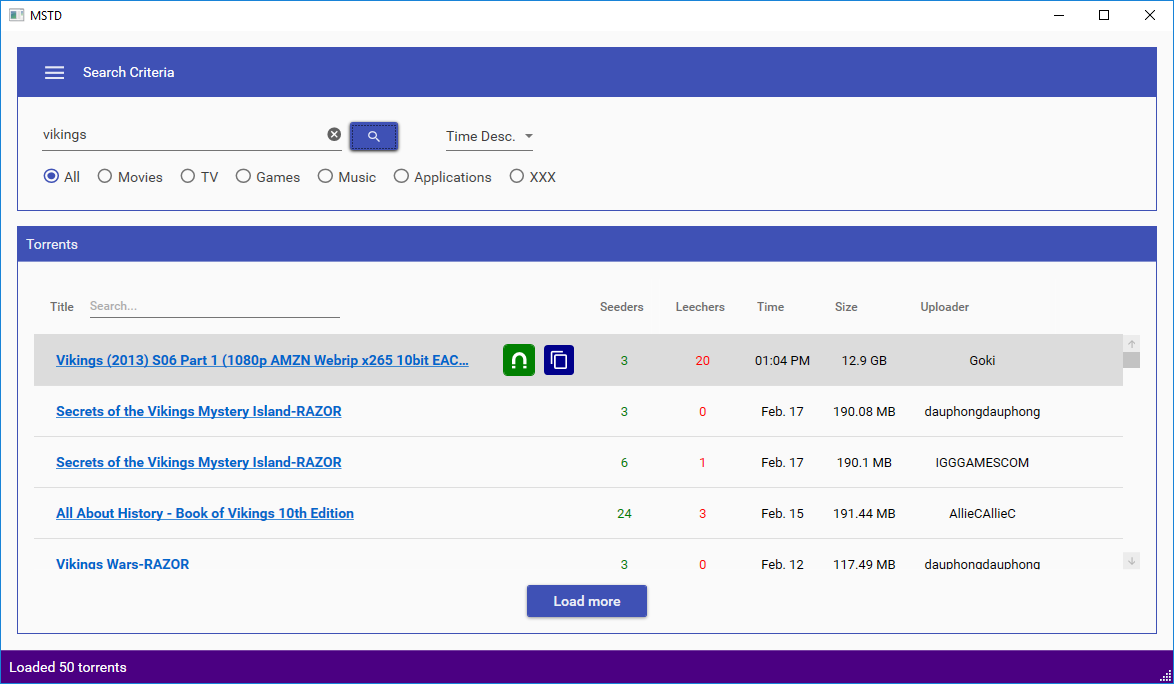 MSTD
Search Criteria
vikings
Time Desc.
All Movies TV Games Music Applications XXX
Torrents
Title Search... Seeders Leechers Time Size Uploader
Vikings (2013) S06 Part 1 (1080p AMZN Webrip x265 10bit EAC... 3 20 01:04 PM 12.9 GB Goki
Secrets of the Vikings Mystery Island-RAZOR 3 0 Feb. 17 190.08 MB dauphongdauphong
Secrets of the Vikings Mystery Island-RAZOR 6 1 Feb. 17 190.1 MB IGGGAMESCOM
All About History - Book of Vikings 10th Edition 24 3 Feb. 15 191.44 MB AllieCAllieC
Vikings Wars-RAZOR 3 0 Feb. 12 117.49 MB dauphongdauphong
Load more
Loaded 50 torrents